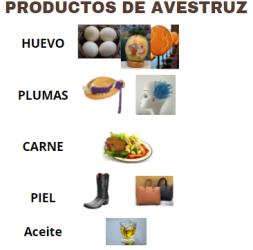 PRODUCTOS DE AVESTRUZ
HUEVO
PLUMAS
CARNE
PIEL
Aceite